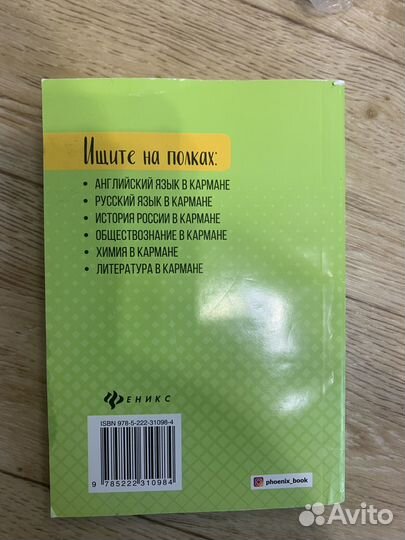 Ищите на полках:
• АНГЛИЙСКИЙ ЯЗЫК В КАРМАНЕ
• РУССКИЙ ЯЗЫК В КАРМАНЕ
• ИСТОРИЯ РОССИИ В КАРМАНЕ
• ОБЩЕСТВОЗНАНИЕ В КАРМАНЕ
• ХИМИЯ В КАРМАНЕ
• ЛИТЕРАТУРА В КАРМАНЕ
ФЕНИКС
ISBN 978-5-222-31098-4
9 785222 310984
phoenix_book
Avito